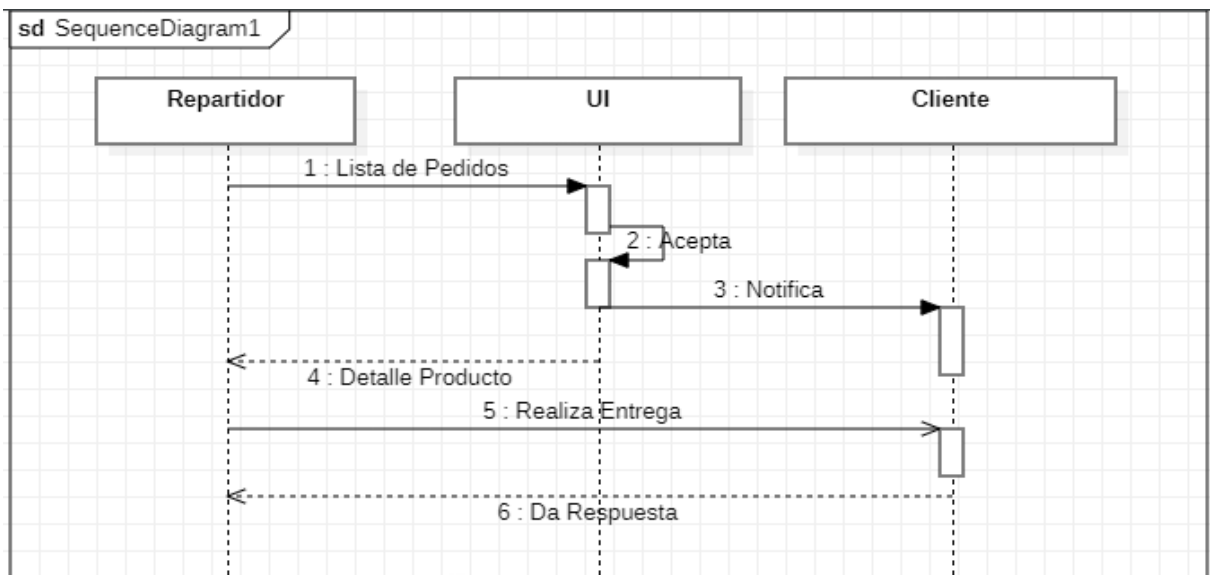 sd SequenceDiagram1
Repartidor
UI
Cliente
1 : Lista de Pedidos
2 : Acepta
3 : Notifica
4 : Detalle Producto
5 : Realiza Entrega
6 : Da Respuesta